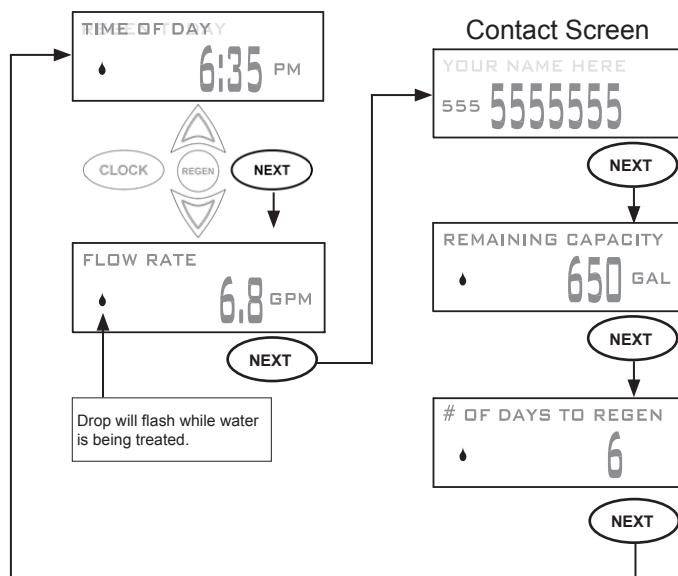 TIME OF DAY
REGEN TODAY
6:35 PM
CLOCK
REGEN
NEXT
FLOW RATE
6.8 GPM
NEXT
Drop will flash while water
is being treated.
Contact Screen
YOUR NAME HERE
555 5555555
NEXT
REMAINING CAPACITY
650 GAL
NEXT
# OF DAYS TO REGEN
6
NEXT